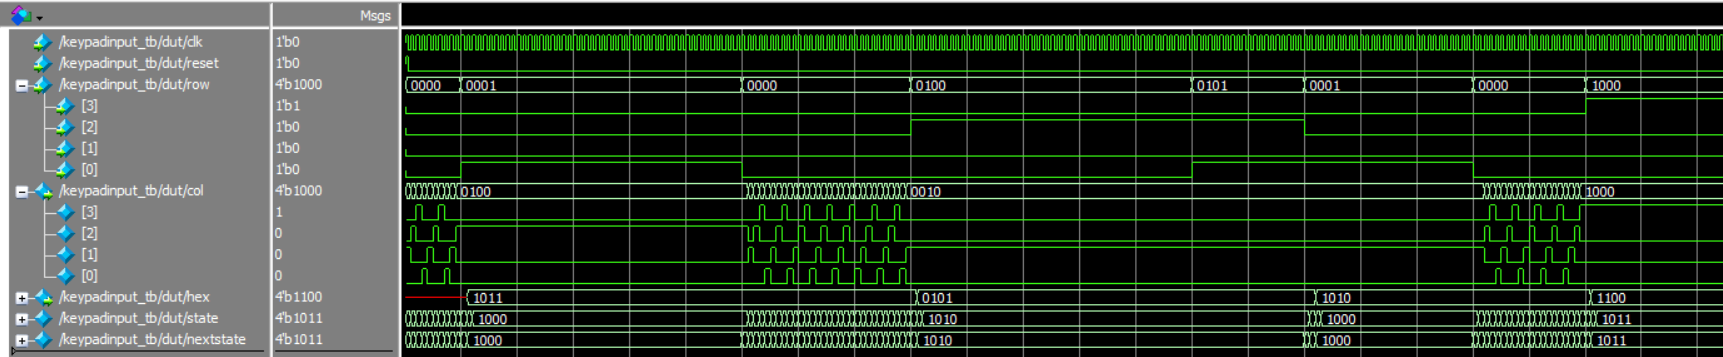 Msgs
/keypadinput_tb/dut/clk 1'b0
/keypadinput_tb/dut/reset 1'b0
/keypadinput_tb/dut/row 4'b1000 0000 0001 0000 0100 0101 0001 0000 1000
[3] 1'b1
[2] 1'b0
[1] 1'b0
[0] 1'b0
/keypadinput_tb/dut/col 4'b1000 0100 0010 1000
[3] 1
[2] 0
[1] 0
[0] 0
/keypadinput_tb/dut/hex 4'b1100 1011 0101 1010 1100
/keypadinput_tb/dut/state 4'b1011 1000 1010 1000 1011
/keypadinput_tb/dut/nextstate 4'b1011 1000 1010 1000 1011